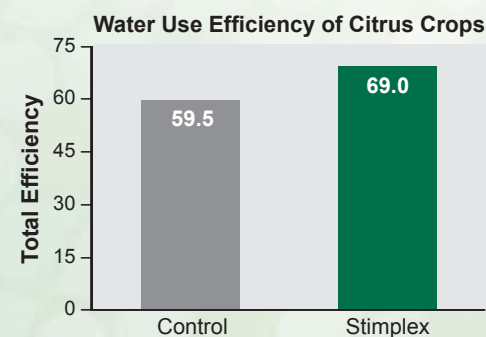 Water Use Efficiency of Citrus Crops
Total Efficiency
75
60
45
30
15
0
59.5
69.0
Control
Stimplex